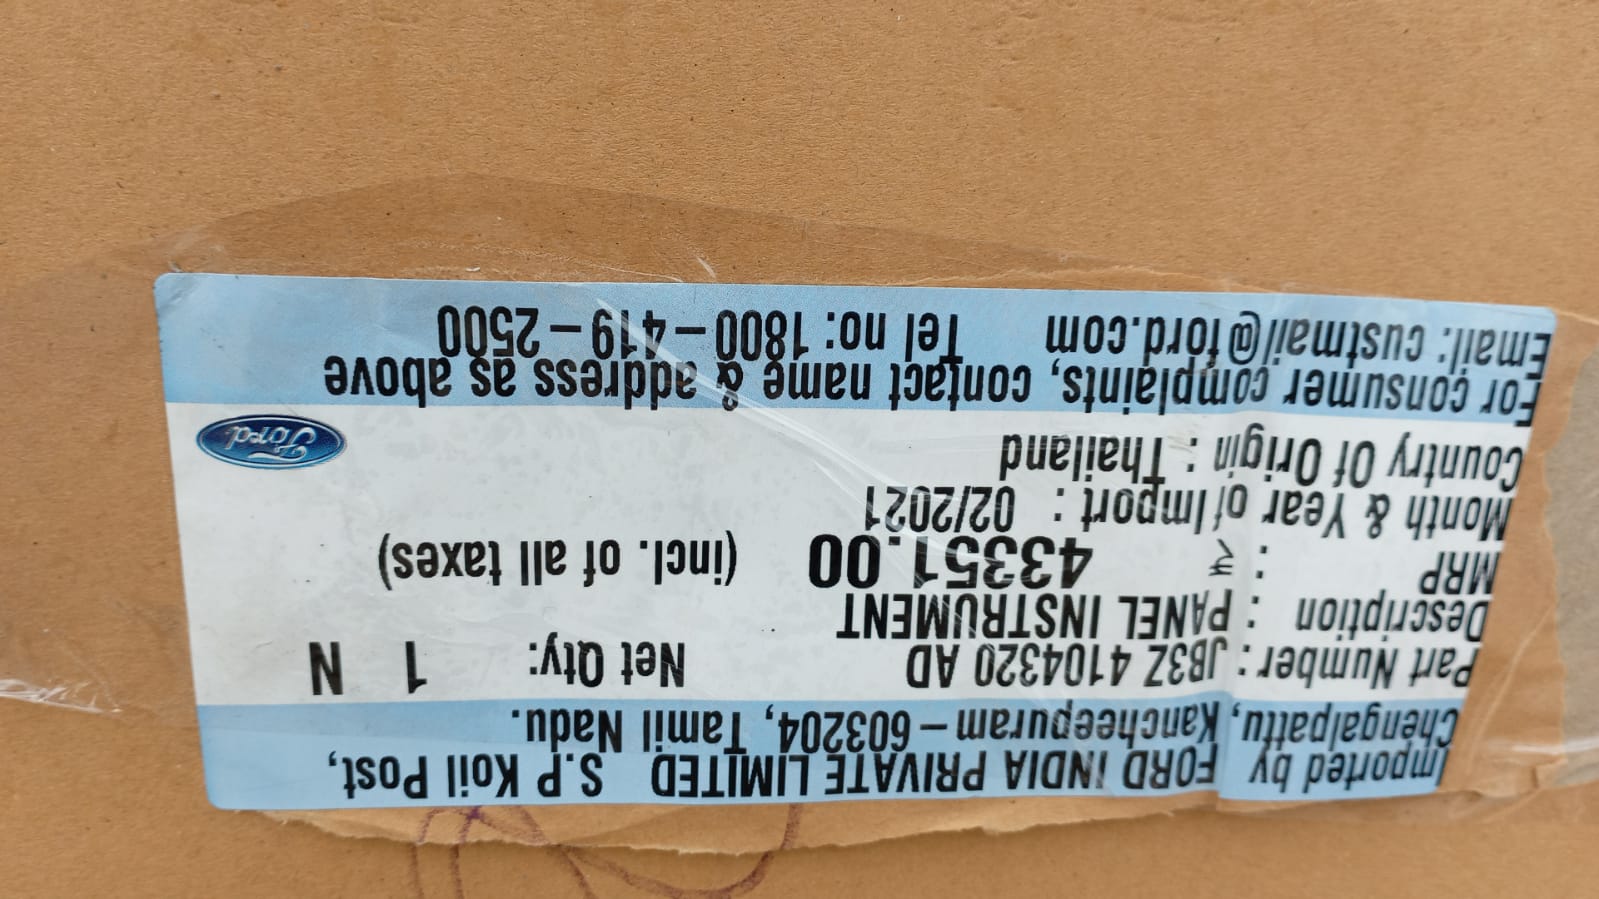 Imported by FORD INDIA PRIVATE LIMITED S.P Koil Post,
Chengalpattu, Kancheepuram – 603204, Tamil Nadu.
Part Number : JB3Z 4104320 AD Net Qty: 1 N
Description : PANEL INSTRUMENT
MRP : ₹ 43351.00 (incl. of all taxes)
Month & Year of Import : 02/2021
Country Of Origin : Thailand
Ford
For consumer complaints, contact name & address as above
Email: custmail@ford.com Tel no: 1800 – 419 – 2500